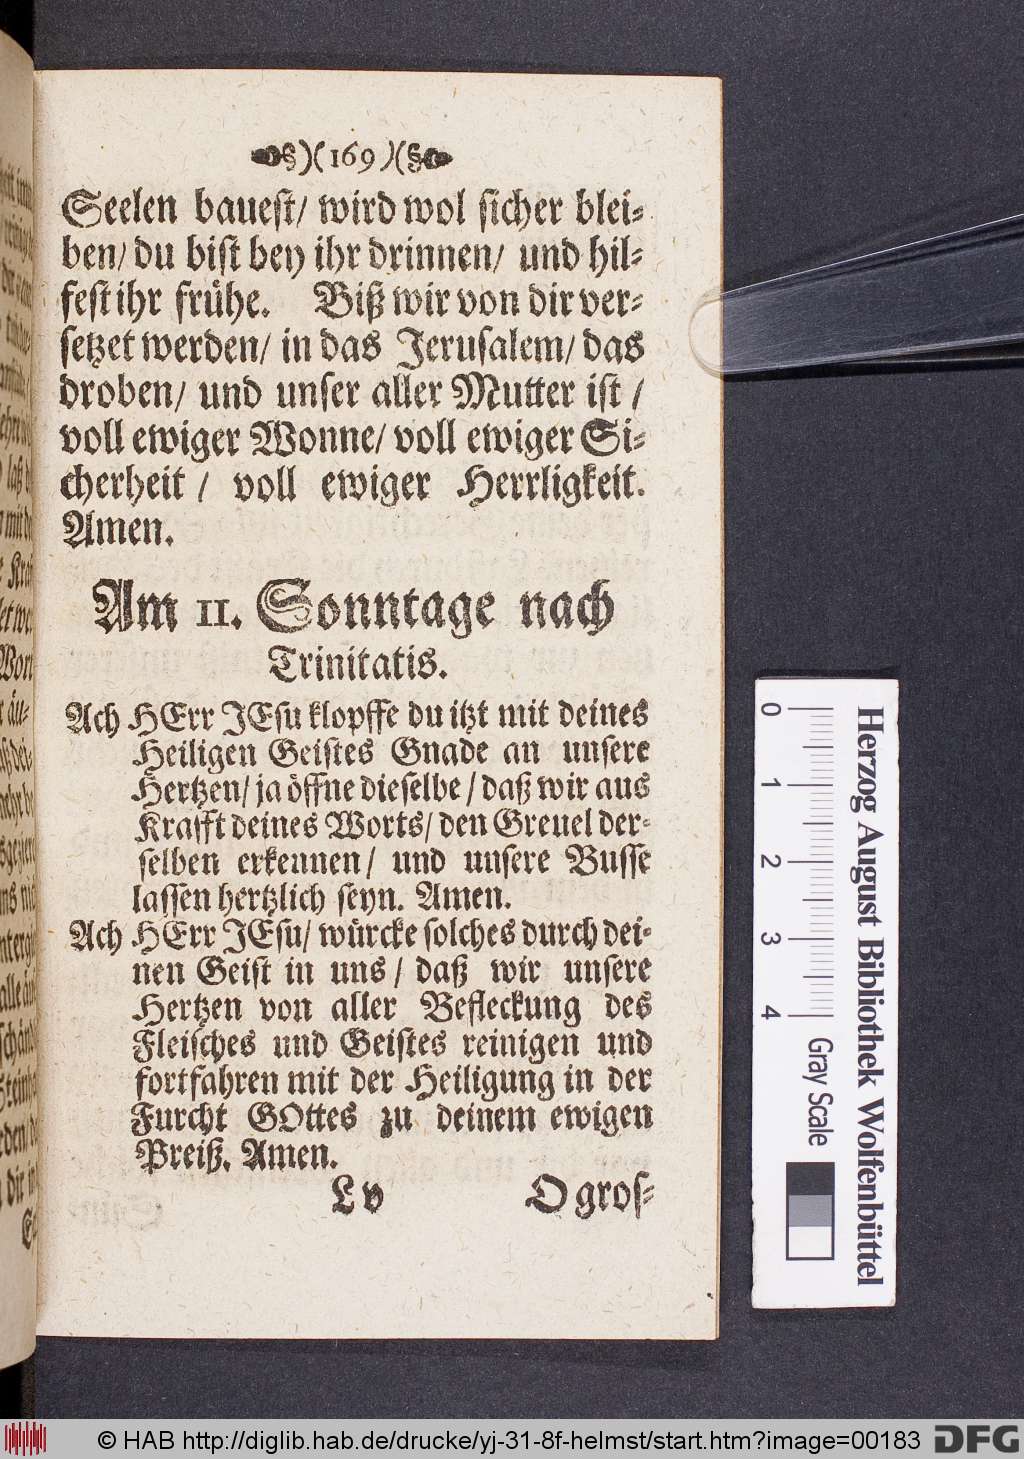 )( 169 )(
Seelen bauest/ wird wol sicher blei⸗
ben/ du bist bey ihr drinnen/ und hil⸗
fest ihr frühe. Biß wir von dir ver⸗
setzet werden/ in das Jerusalem/ das
droben/ und unser aller Mutter ist /
voll ewiger Wonne/ voll ewiger Si⸗
cherheit / voll ewiger Herrligkeit.
Amen.
Am 11. Sonntage nach
Trinitatis.
Ach HErr JEsu klopffe du itzt mit deines
Heiligen Geistes Gnade an unsere
Hertzen/ ja öffne dieselbe / daß wir aus
Krafft deines Worts/ den Greuel der⸗
selben erkennen/ und unsere Busse
lassen hertzlich seyn. Amen.
Ach HErr JEsu/ würcke solches durch dei⸗
nen Geist in uns / daß wir unsere
Hertzen von aller Befleckung des
Fleisches und Geistes reinigen und
fortfahren mit der Heiligung in der
Furcht GOttes zu deinem ewigen
Preiß. Amen.
L v O gros⸗
0 1 2 3 4
Gray Scale
Herzog August Bibliothek Wolfenbüttel
© HAB http://diglib.hab.de/drucke/yj-31-8f-helmst/start.htm?image=00183
DFG